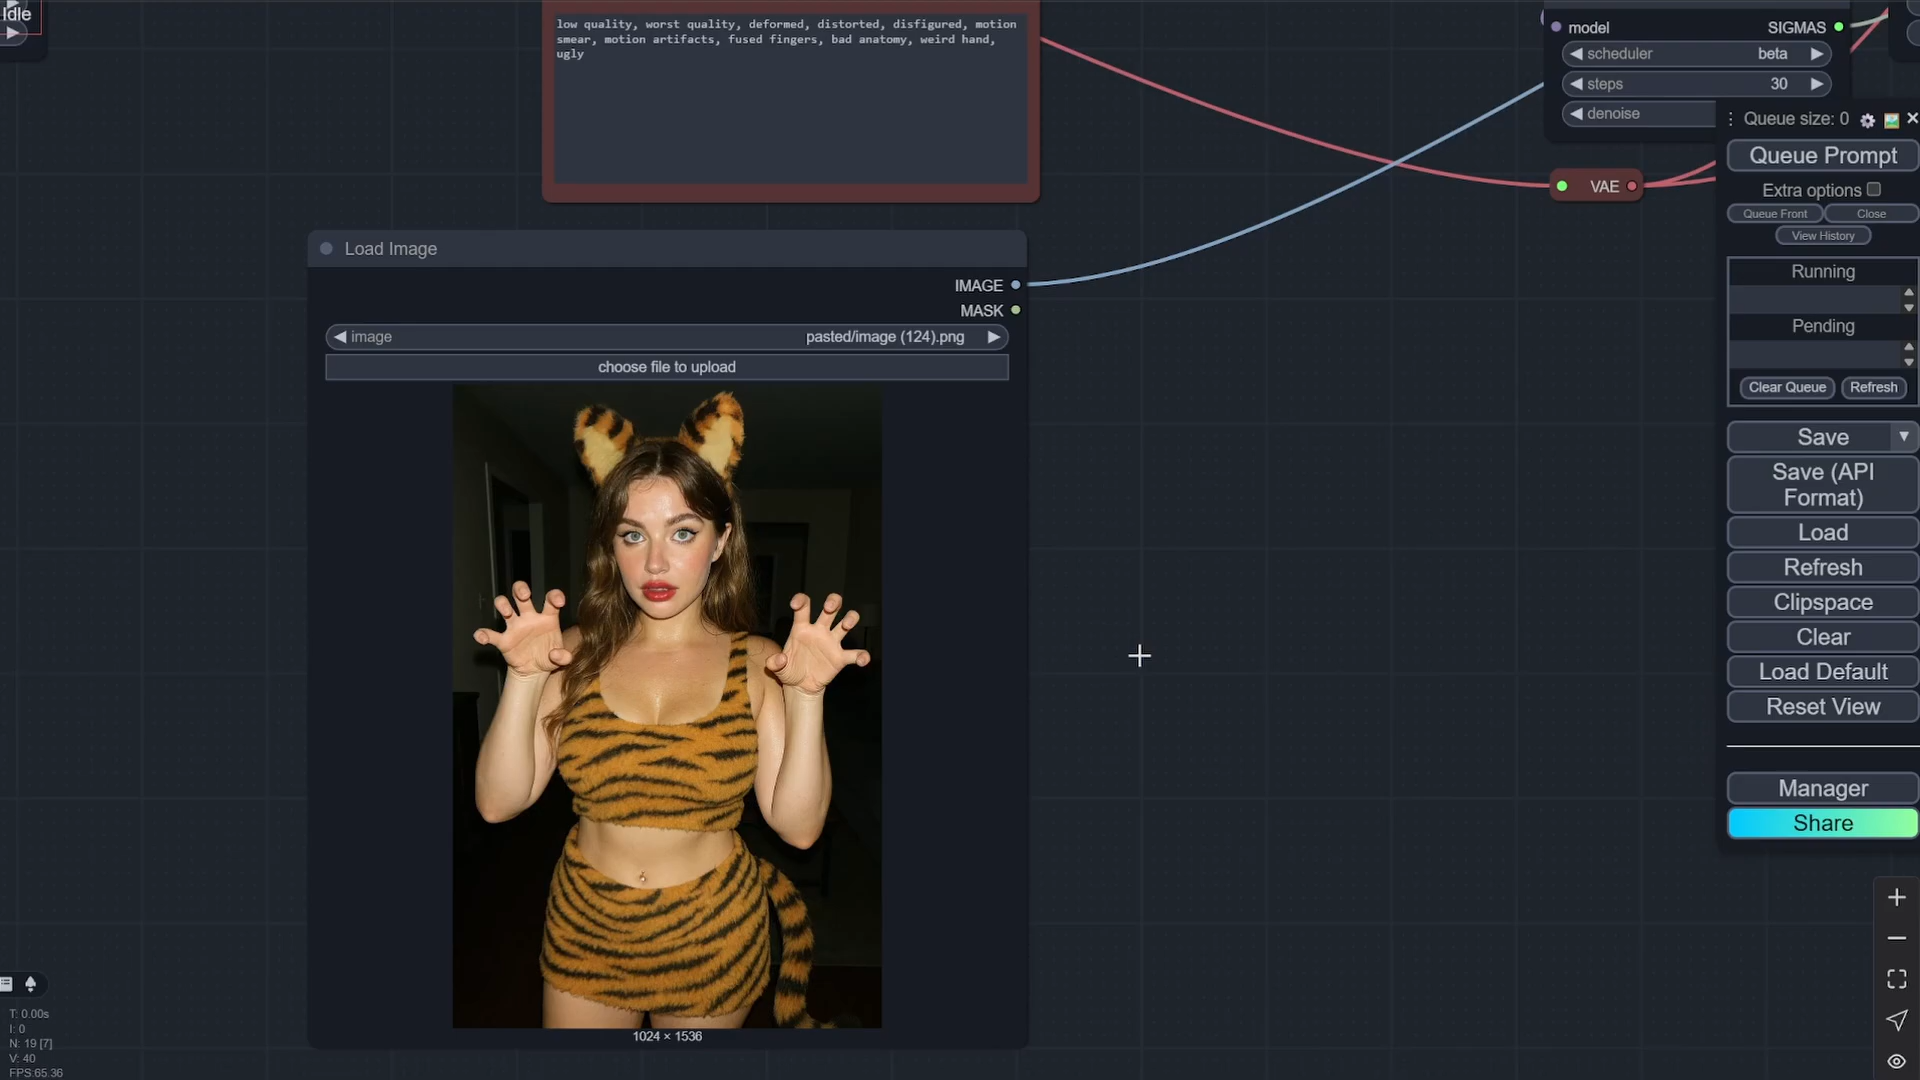 Idle
low quality, worst quality, deformed, distorted, disfigured, motion
smear, motion artifacts, fused fingers, bad anatomy, weird hand,
ugly
model SIGMAS
scheduler beta
steps 30
denoise
VAE
Queue size: 0
Queue Prompt
Extra options
Queue Front Close
View History
Running
Pending
Clear Queue Refresh
Save
Save (API
Format)
Load
Refresh
Clipspace
Clear
Load Default
Reset View
Manager
Share
Load Image
IMAGE
MASK
image pasted/image (124).png
choose file to upload
1024 × 1536
T: 0.00s
I: 0
N: 19 [7]
V: 40
FPS:65.36